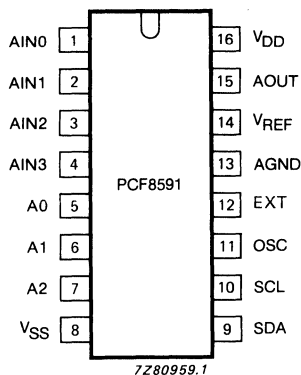 AIN0 1 16 VDD
AIN1 2 15 AOUT
AIN2 3 14 VREF
AIN3 4 13 AGND
PCF8591
A0 5 12 EXT
A1 6 11 OSC
A2 7 10 SCL
VSS 8 9 SDA
7Z80959.1